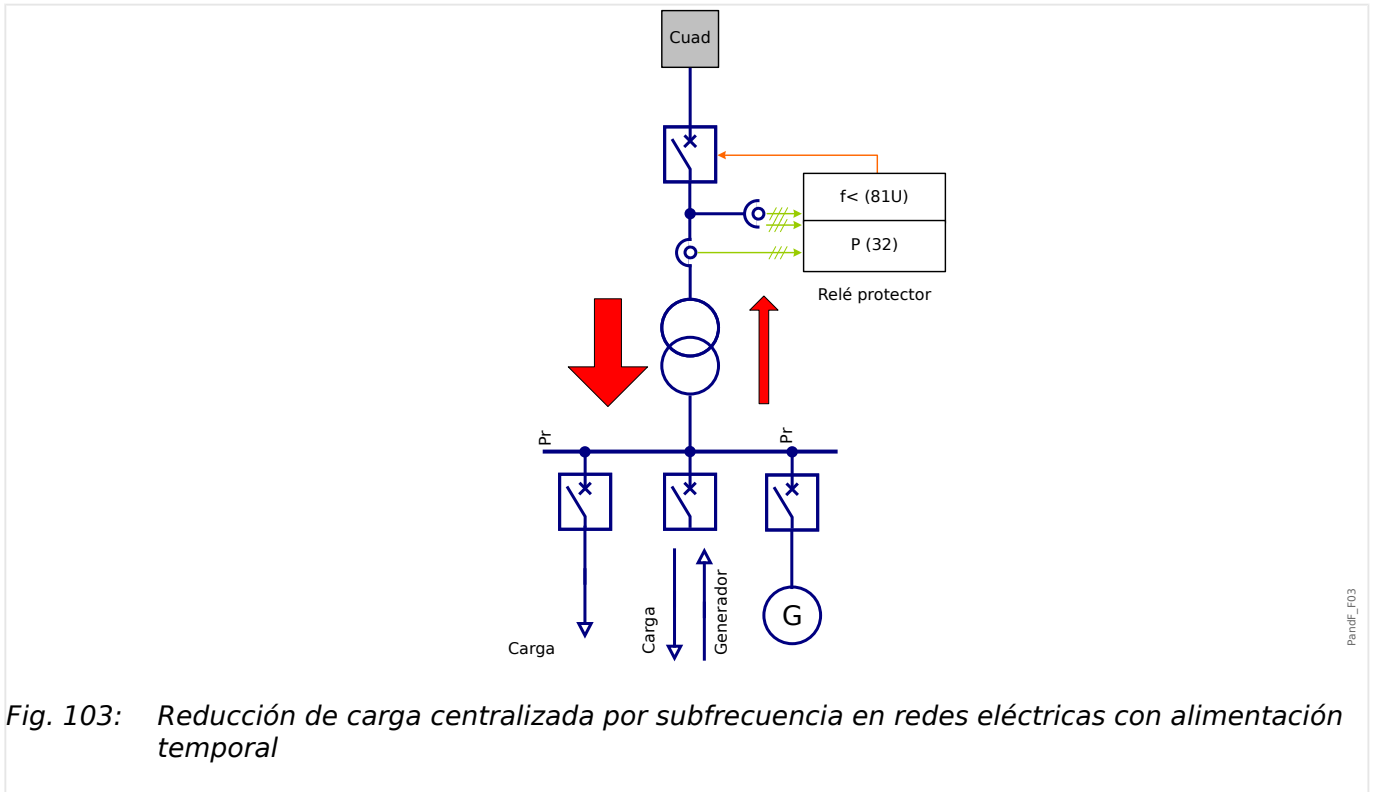 Cuad
f< (81U)
P (32)
Relé protector
Pr
Pr
Carga
Carga
Generador
G
PandF_F03
Fig. 103: Reducción de carga centralizada por subfrecuencia en redes eléctricas con alimentación
temporal